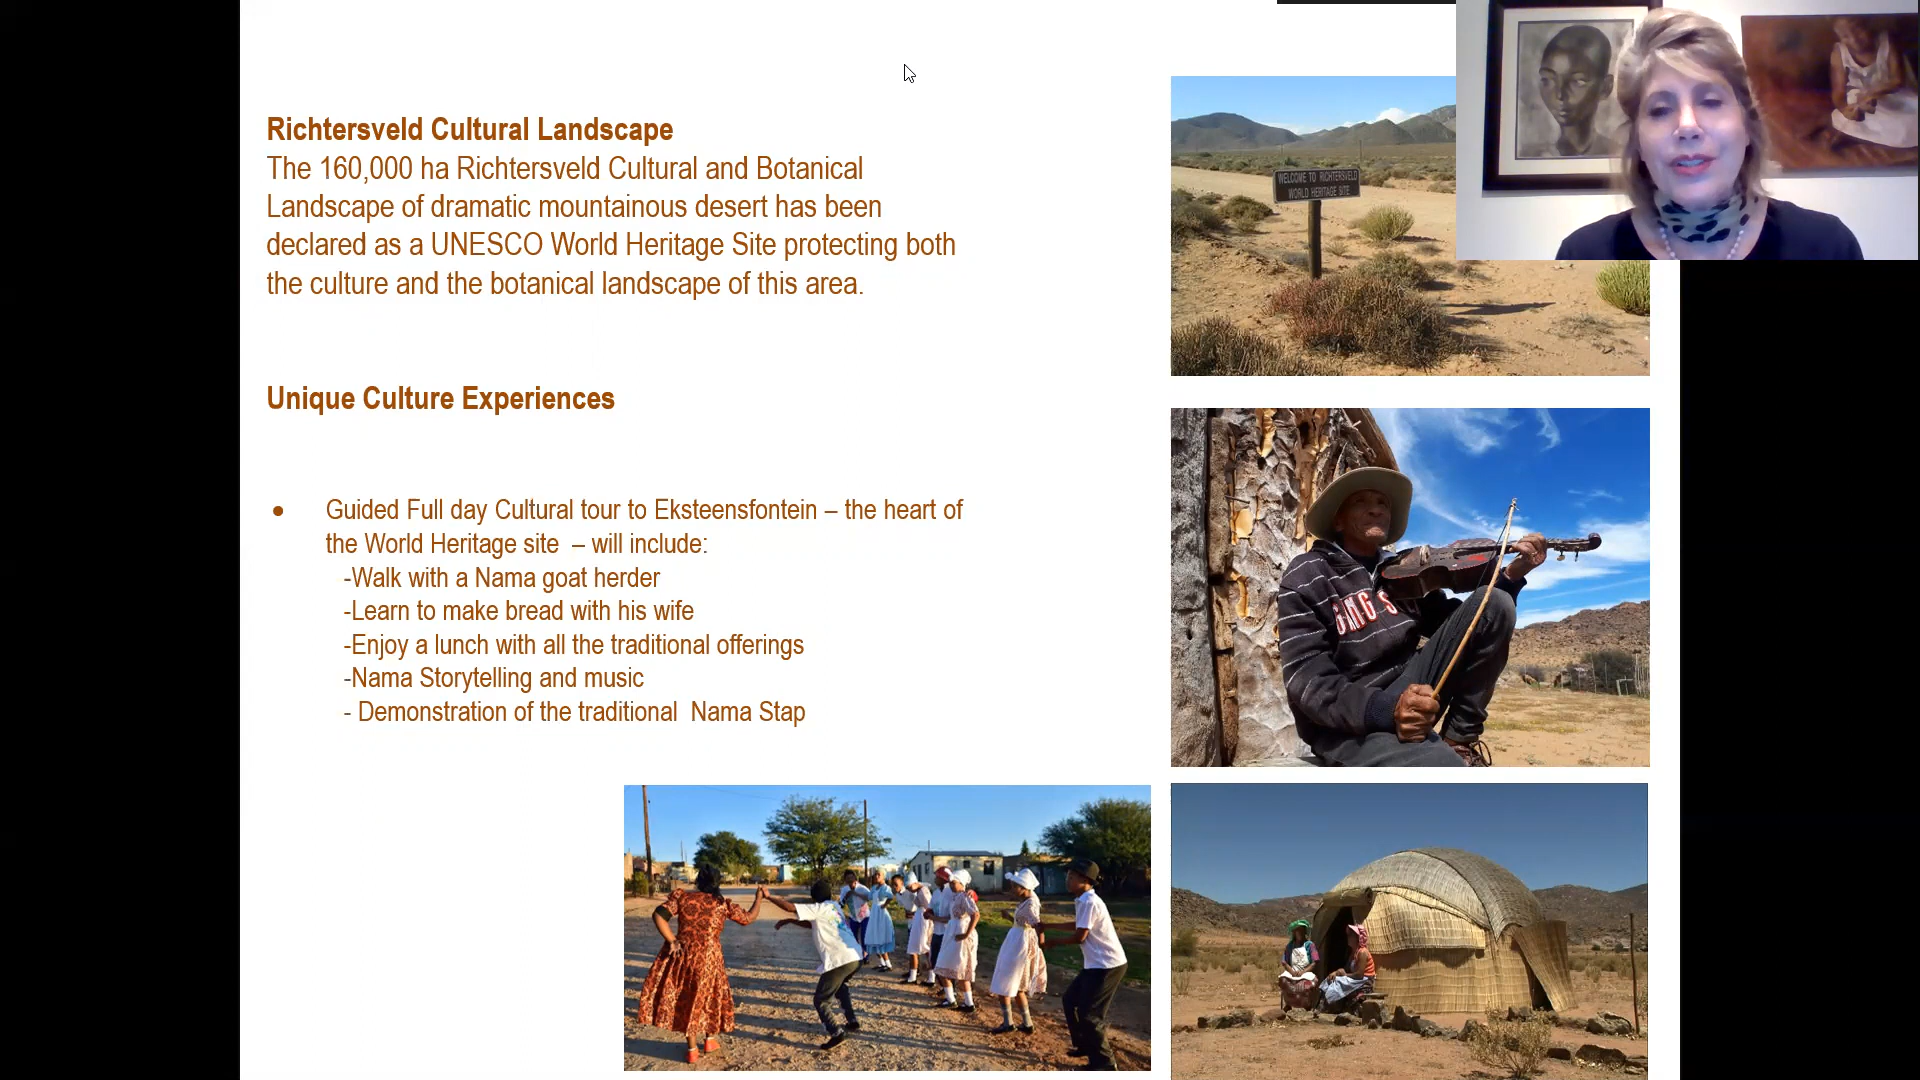 Richtersveld Cultural Landscape
The 160,000 ha Richtersveld Cultural and Botanical
Landscape of dramatic mountainous desert has been
declared as a UNESCO World Heritage Site protecting both
the culture and the botanical landscape of this area.
Unique Culture Experiences
● Guided Full day Cultural tour to Eksteensfontein – the heart of
the World Heritage site – will include:
-Walk with a Nama goat herder
-Learn to make bread with his wife
-Enjoy a lunch with all the traditional offerings
-Nama Storytelling and music
- Demonstration of the traditional Nama Stap
WELCOME TO RICHTERSVELD
WORLD HERITAGE SITE